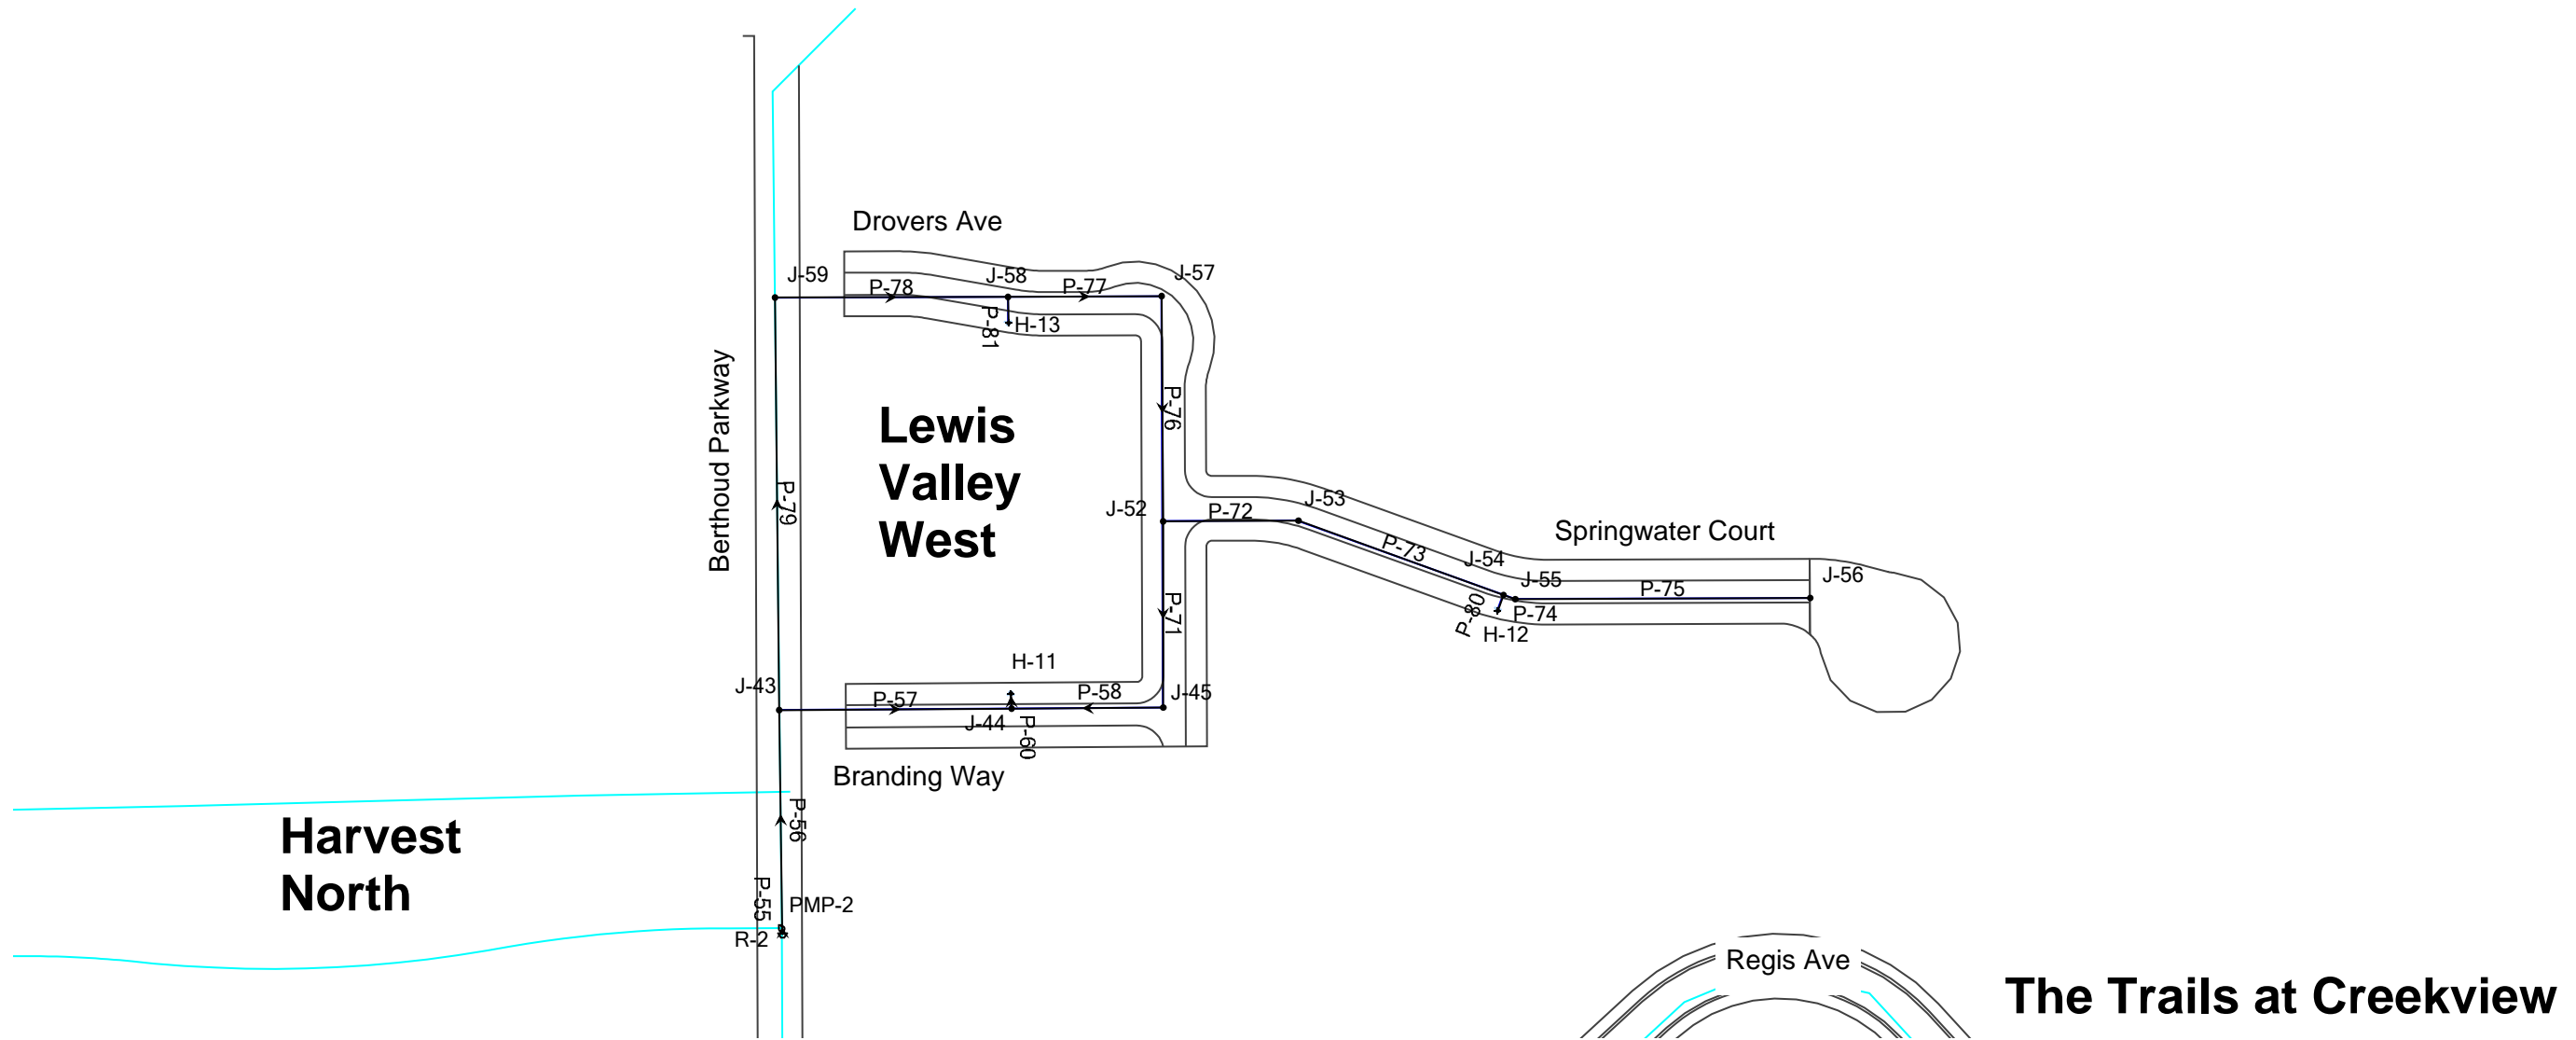 Drovers Ave
J-59
J-58
J-57
P-78
P-77
P-81
H-13
Berthoud Parkway
P-76
Lewis
Valley
West
P-79
J-52
P-72
J-53
P-73
J-54
Springwater Court
J-55
P-75
J-56
P-80
P-74
H-12
P-71
H-11
J-43
P-57
P-58
J-45
J-44
P-60
Branding Way
Harvest
North
P-56
P-55
PMP-2
R-2
Regis Ave
The Trails at Creekview